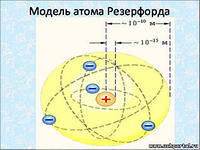 Модель атома Резерфорда
~ 10⁻¹⁰ м
~ 10⁻¹⁵ м
+
− − − −